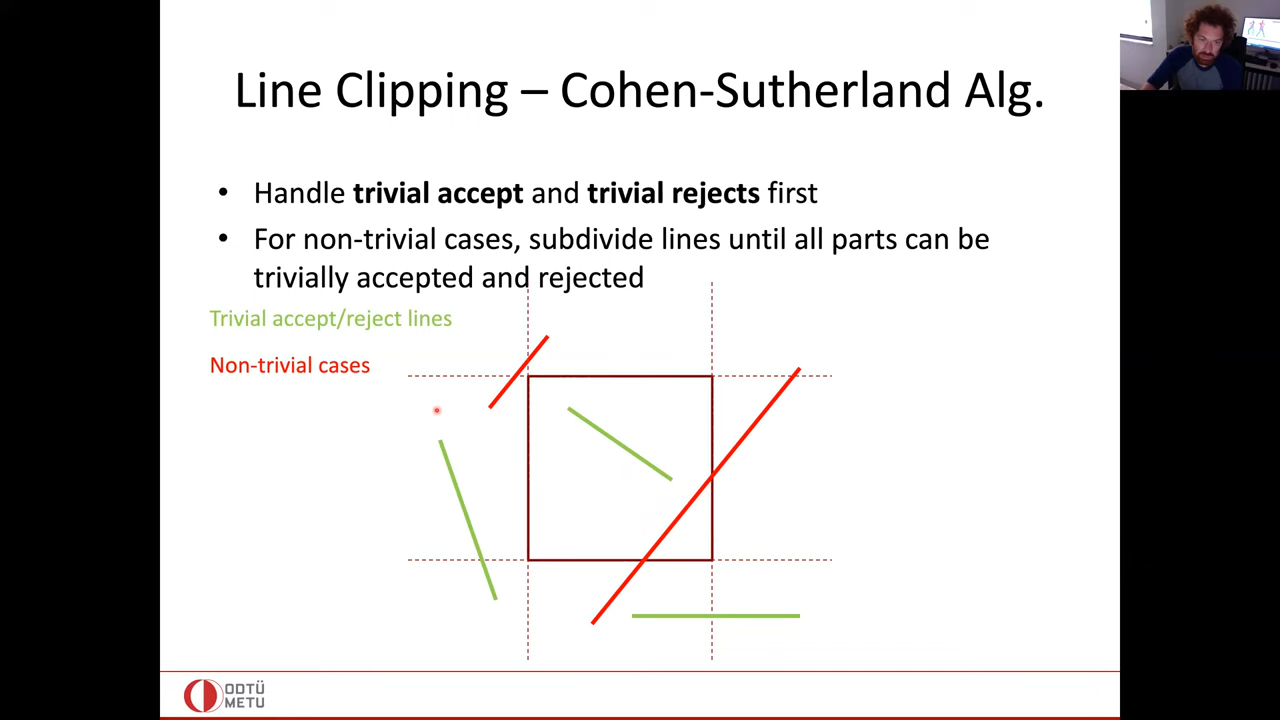 Line Clipping – Cohen-Sutherland Alg.
• Handle trivial accept and trivial rejects first
• For non-trivial cases, subdivide lines until all parts can be
trivially accepted and rejected
Trivial accept/reject lines
Non-trivial cases
ODTÜ
METU